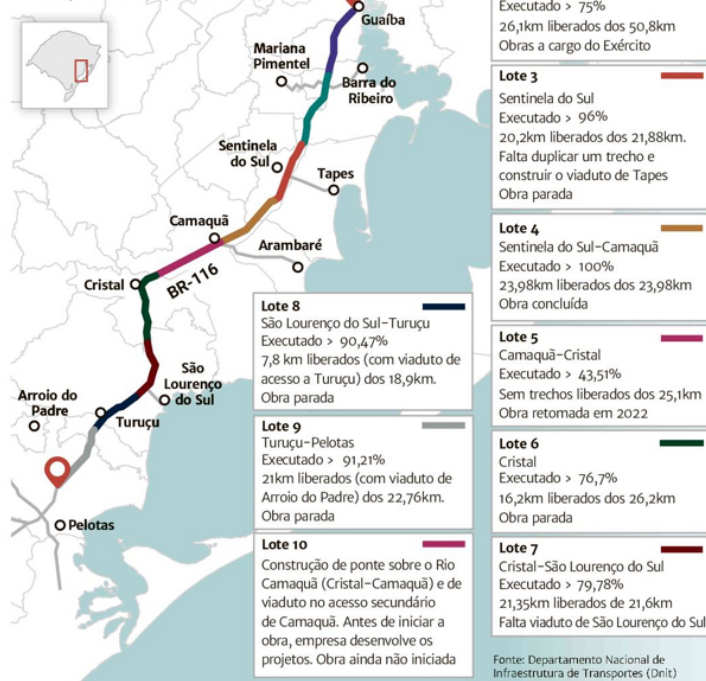 Guaíba
Mariana
Pimentel
Barra do
Ribeiro
Sentinela
do Sul
Tapes
Camaquã
Arambaré
Cristal
BR-116
São
Lourenço
do Sul
Arroio do
Padre
Turuçu
Pelotas
Executado > 75%
26,1km liberados dos 50,8km
Obras a cargo do Exército
Lote 3
Sentinela do Sul
Executado > 96%
20,2km liberados dos 21,88km.
Falta duplicar um trecho e
construir o viaduto de Tapes
Obra parada
Lote 4
Sentinela do Sul-Camaquã
Executado > 100%
23,98km liberados dos 23,98km
Obra concluída
Lote 5
Camaquã-Cristal
Executado > 43,51%
Sem trechos liberados dos 25,1km
Obra retomada em 2022
Lote 6
Cristal
Executado > 76,7%
16,2km liberados dos 26,2km
Obra parada
Lote 7
Cristal-São Lourenço do Sul
Executado > 79,78%
21,35km liberados de 21,6km
Falta viaduto de São Lourenço do Sul
Lote 8
São Lourenço do Sul-Turuçu
Executado > 90,47%
7,8 km liberados (com viaduto de
acesso a Turuçu) dos 18,9km.
Obra parada
Lote 9
Turuçu-Pelotas
Executado > 91,21%
21km liberados (com viaduto de
Arroio do Padre) dos 22,76km.
Obra parada
Lote 10
Construção de ponte sobre o Rio
Camaquã (Cristal-Camaquã) e de
viaduto no acesso secundário
de Camaquã. Antes de iniciar a
obra, empresa desenvolve os
projetos. Obra ainda não iniciada
Fonte: Departamento Nacional de
Infraestrutura de Transportes (Dnit)